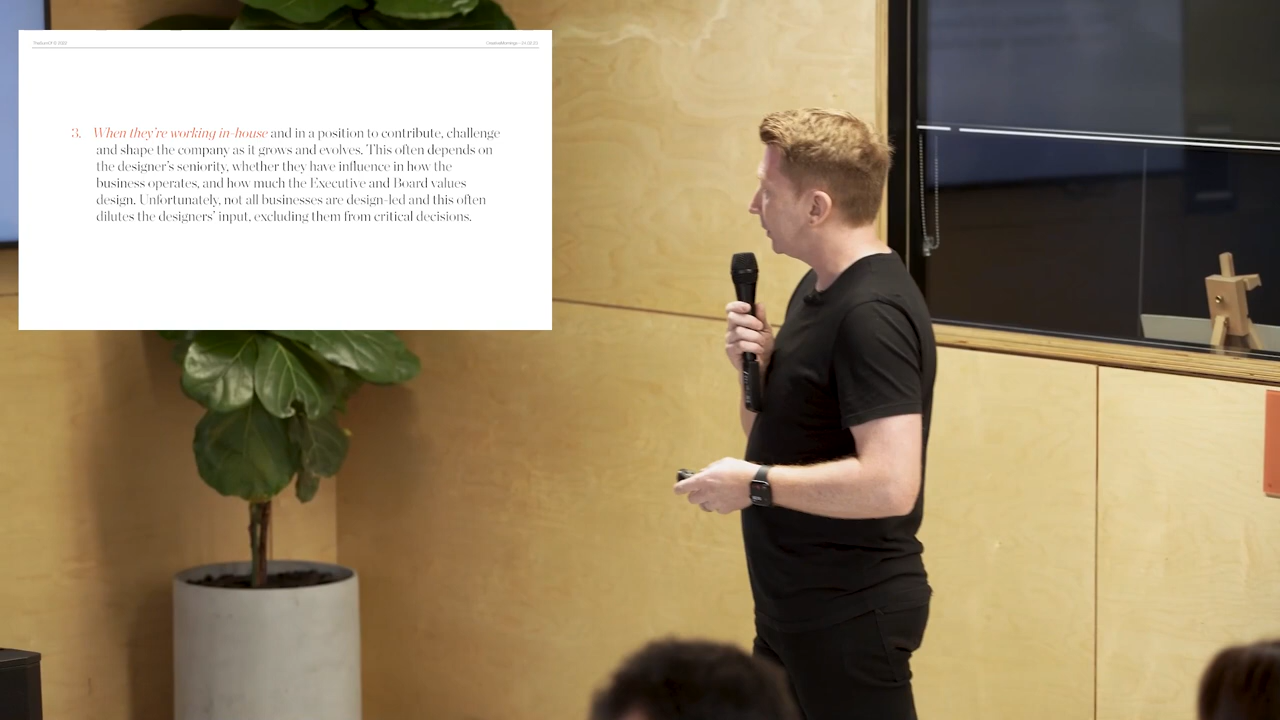 3. When they're working in-house and in a position to contribute, challenge
and shape the company as it grows and evolves. This often depends on
the designer's seniority, whether they have influence in how the
business operates, and how much the Executive and Board values
design. Unfortunately, not all businesses are design-led and this often
dilutes the designers' input, excluding them from critical decisions.